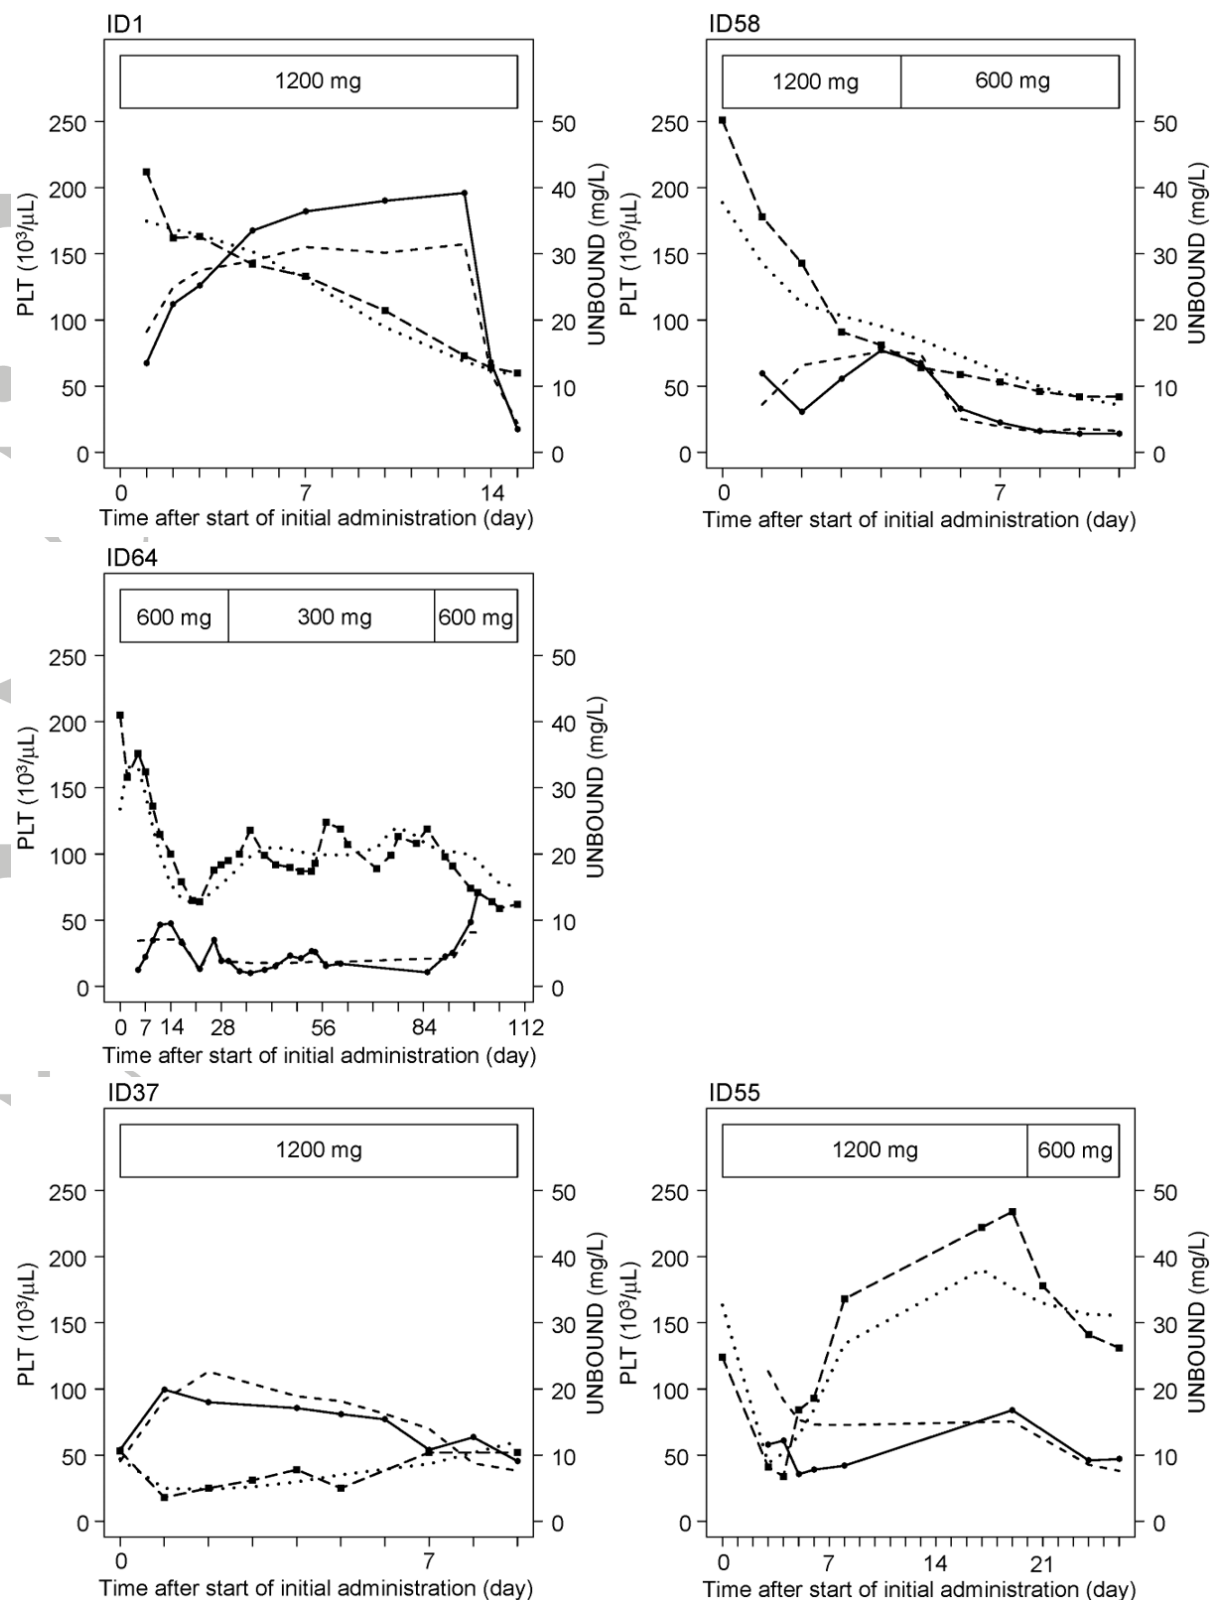 ID1
1200 mg
250
200
150
100
50
0
PLT (10³/μL)
50
40
30
20
10
0
UNBOUND (mg/L)
0 7 14
Time after start of initial administration (day)
ID58
1200 mg 600 mg
250
200
150
100
50
0
PLT (10³/μL)
50
40
30
20
10
0
UNBOUND (mg/L)
0 7
Time after start of initial administration (day)
ID64
600 mg 300 mg 600 mg
250
200
150
100
50
0
PLT (10³/μL)
50
40
30
20
10
0
UNBOUND (mg/L)
0 7 14 28 56 84 112
Time after start of initial administration (day)
ID37
1200 mg
250
200
150
100
50
0
PLT (10³/μL)
50
40
30
20
10
0
UNBOUND (mg/L)
0 7
Time after start of initial administration (day)
ID55
1200 mg 600 mg
250
200
150
100
50
0
PLT (10³/μL)
50
40
30
20
10
0
UNBOUND (mg/L)
0 7 14 21
Time after start of initial administration (day)